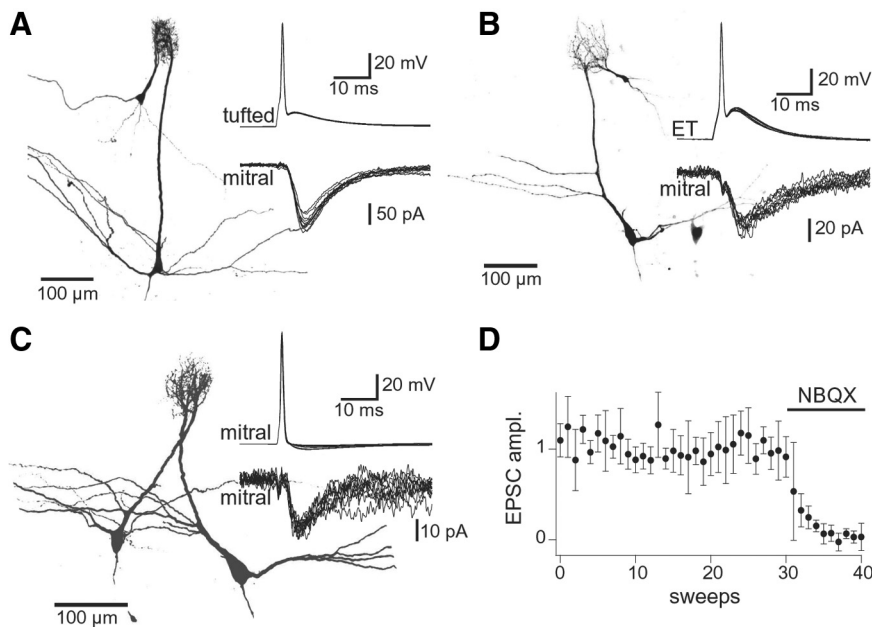 A
20 mV
10 ms
tufted
mitral
50 pA
100 µm
B
20 mV
10 ms
ET
mitral
20 pA
100 µm
C
20 mV
10 ms
mitral
mitral
10 pA
100 µm
D
NBQX
EPSC ampl.
1
0
0 10 20 30 40
sweeps